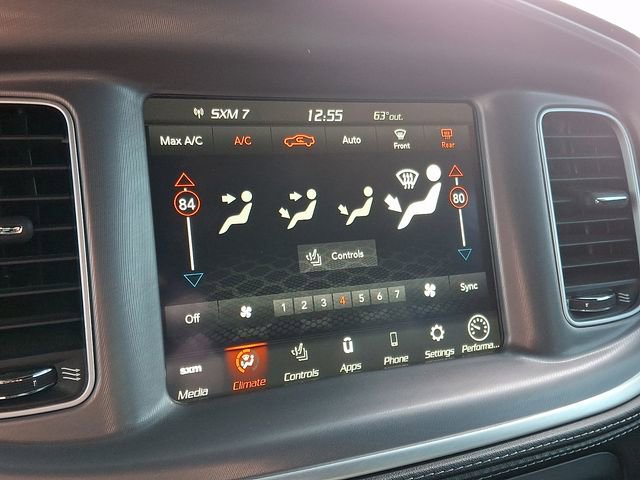 SXM 7 12:55 63°out.
Max A/C A/C Auto Front Rear
84 80
Controls
Off 1 2 3 4 5 6 7 Sync
sxm Media Climate Controls Apps Phone Settings Performa...